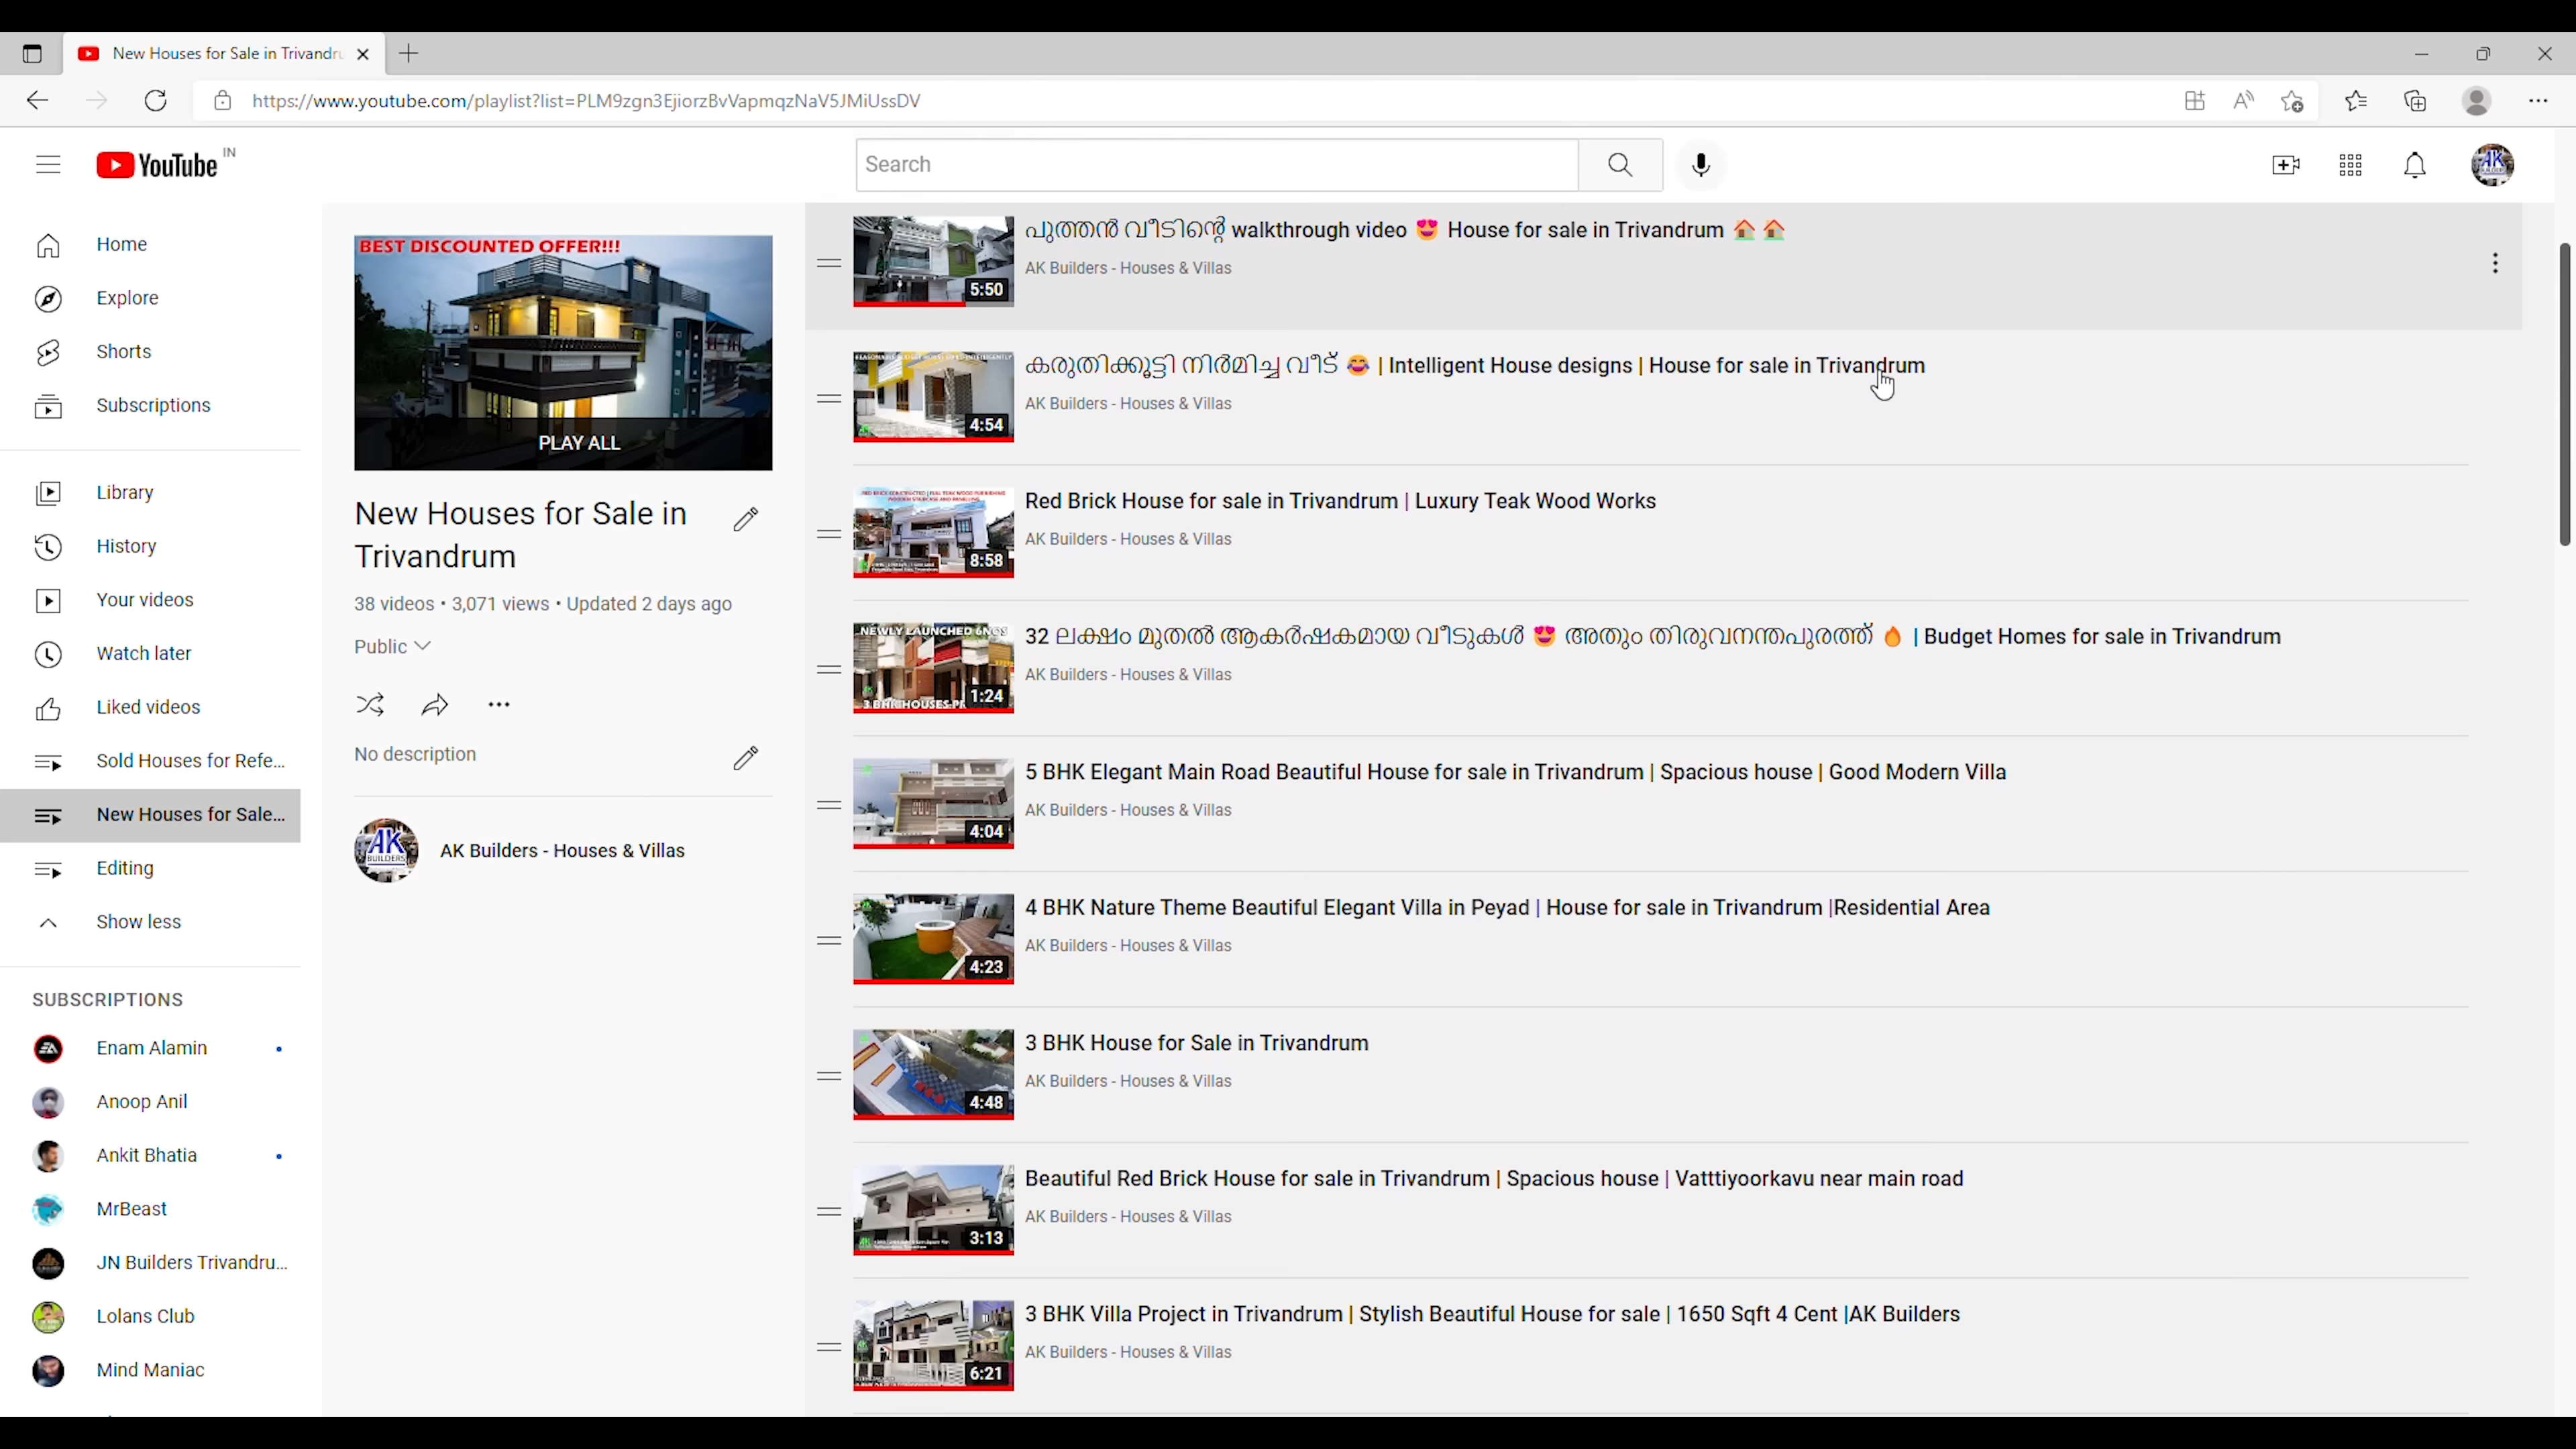 New Houses for Sale in Trivandru
https://www.youtube.com/playlist?list=PLM9zgn3EjiorzBvVapmqzNaV5JMiUssDV
YouTube IN
Search
Home
Explore
Shorts
Subscriptions
Library
History
Your videos
Watch later
Liked videos
Sold Houses for Refe...
New Houses for Sale...
Editing
Show less
SUBSCRIPTIONS
Enam Alamin
Anoop Anil
Ankit Bhatia
MrBeast
JN Builders Trivandru...
Lolans Club
Mind Maniac
BEST DISCOUNTED OFFER!!!
PLAY ALL
New Houses for Sale in
Trivandrum
38 videos • 3,071 views • Updated 2 days ago
Public
No description
AK BUILDERS
AK Builders - Houses & Villas
5:50
പുത്തൻ വീടിന്റെ walkthrough video 😍 House for sale in Trivandrum 🏠 🏠
AK Builders - Houses & Villas
4:54
കരുതിക്കൂട്ടി നിർമിച്ച വീട് 😂 | Intelligent House designs | House for sale in Trivandrum
AK Builders - Houses & Villas
8:58
Red Brick House for sale in Trivandrum | Luxury Teak Wood Works
AK Builders - Houses & Villas
NEWLY LAUNCHED
1:24
3 BHK HOUSES
32 ലക്ഷം മുതൽ ആകർഷകമായ വീടുകൾ 😍 അതും തിരുവനന്തപുരത്ത് 🔥 | Budget Homes for sale in Trivandrum
AK Builders - Houses & Villas
4:04
5 BHK Elegant Main Road Beautiful House for sale in Trivandrum | Spacious house | Good Modern Villa
AK Builders - Houses & Villas
4:23
4 BHK Nature Theme Beautiful Elegant Villa in Peyad | House for sale in Trivandrum |Residential Area
AK Builders - Houses & Villas
4:48
3 BHK House for Sale in Trivandrum
AK Builders - Houses & Villas
3:13
Beautiful Red Brick House for sale in Trivandrum | Spacious house | Vatttiyoorkavu near main road
AK Builders - Houses & Villas
6:21
3 BHK Villa Project in Trivandrum | Stylish Beautiful House for sale | 1650 Sqft 4 Cent |AK Builders
AK Builders - Houses & Villas